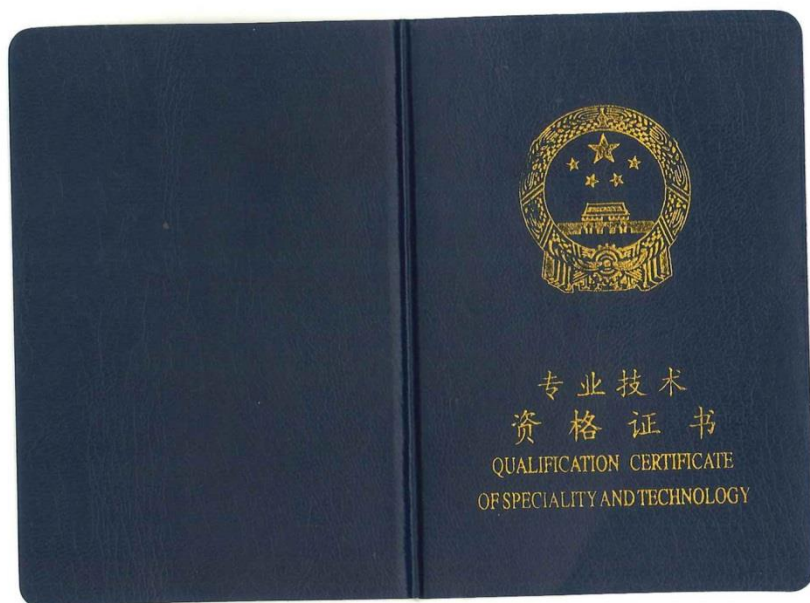 专业技术
资格证书
QUALIFICATION CERTIFICATE
OF SPECIALITY AND TECHNOLOGY